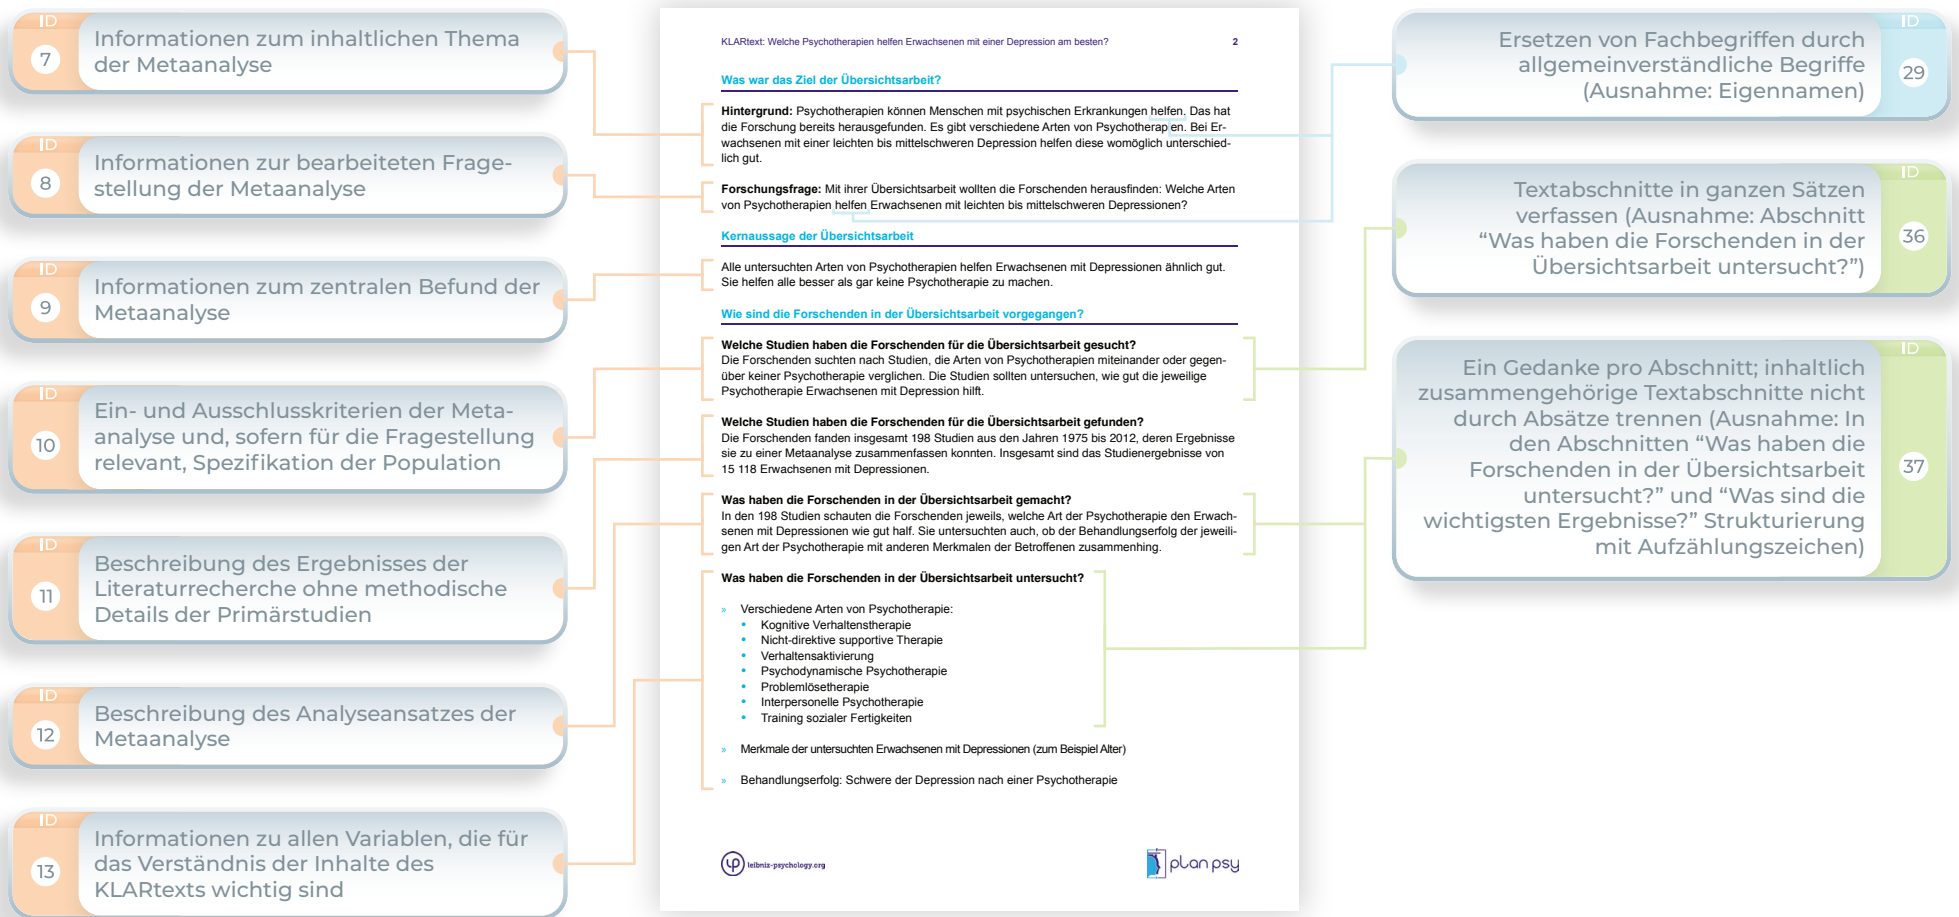 ID
7
Informationen zum inhaltlichen Thema
der Metaanalyse
ID
8
Informationen zur bearbeiteten Frage-
stellung der Metaanalyse
ID
9
Informationen zum zentralen Befund der
Metaanalyse
ID
10
Ein- und Ausschlusskriterien der Meta-
analyse und, sofern für die Fragestellung
relevant, Spezifikation der Population
ID
11
Beschreibung des Ergebnisses der
Literaturrecherche ohne methodische
Details der Primärstudien
ID
12
Beschreibung des Analyseansatzes der
Metaanalyse
ID
13
Informationen zu allen Variablen, die für
das Verständnis der Inhalte des
KLARtexts wichtig sind
KLARtext: Welche Psychotherapien helfen Erwachsenen mit einer Depression am besten? 2
Was war das Ziel der Übersichtsarbeit?
Hintergrund: Psychotherapien können Menschen mit psychischen Erkrankungen helfen. Das hat
die Forschung bereits herausgefunden. Es gibt verschiedene Arten von Psychotherapien. Bei Er-
wachsenen mit einer leichten bis mittelschweren Depression helfen diese womöglich unterschied-
lich gut.
Forschungsfrage: Mit ihrer Übersichtsarbeit wollten die Forschenden herausfinden: Welche Arten
von Psychotherapien helfen Erwachsenen mit leichten bis mittelschweren Depressionen?
Kernaussage der Übersichtsarbeit
Alle untersuchten Arten von Psychotherapien helfen Erwachsenen mit Depressionen ähnlich gut.
Sie helfen alle besser als gar keine Psychotherapie zu machen.
Wie sind die Forschenden in der Übersichtsarbeit vorgegangen?
Welche Studien haben die Forschenden für die Übersichtsarbeit gesucht?
Die Forschenden suchten nach Studien, die Arten von Psychotherapien miteinander oder gegen-
über keiner Psychotherapie verglichen. Die Studien sollten untersuchen, wie gut die jeweilige
Psychotherapie Erwachsenen mit Depression hilft.
Welche Studien haben die Forschenden für die Übersichtsarbeit gefunden?
Die Forschenden fanden insgesamt 198 Studien aus den Jahren 1975 bis 2012, deren Ergebnisse
sie zu einer Metaanalyse zusammenfassen konnten. Insgesamt sind das Studienergebnisse von
15 118 Erwachsenen mit Depressionen.
Was haben die Forschenden in der Übersichtsarbeit gemacht?
In den 198 Studien schauten die Forschenden jeweils, welche Art der Psychotherapie den Erwach-
senen mit Depressionen wie gut half. Sie untersuchten auch, ob der Behandlungserfolg der jeweili-
gen Art der Psychotherapie mit anderen Merkmalen der Betroffenen zusammenhing.
Was haben die Forschenden in der Übersichtsarbeit untersucht?
» Verschiedene Arten von Psychotherapie:
• Kognitive Verhaltenstherapie
• Nicht-direktive supportive Therapie
• Verhaltensaktivierung
• Psychodynamische Psychotherapie
• Problemlösetherapie
• Interpersonelle Psychotherapie
• Training sozialer Fertigkeiten
» Merkmale der untersuchten Erwachsenen mit Depressionen (zum Beispiel Alter)
» Behandlungserfolg: Schwere der Depression nach einer Psychotherapie
leibniz-psychology.org
plan psy
ID
29
Ersetzen von Fachbegriffen durch
allgemeinverständliche Begriffe
(Ausnahme: Eigennamen)
ID
36
Textabschnitte in ganzen Sätzen
verfassen (Ausnahme: Abschnitt
“Was haben die Forschenden in der
Übersichtsarbeit untersucht?”)
ID
37
Ein Gedanke pro Abschnitt; inhaltlich
zusammengehörige Textabschnitte nicht
durch Absätze trennen (Ausnahme: In
den Abschnitten “Was haben die
Forschenden in der Übersichtsarbeit
untersucht?” und “Was sind die
wichtigsten Ergebnisse?” Strukturierung
mit Aufzählungszeichen)